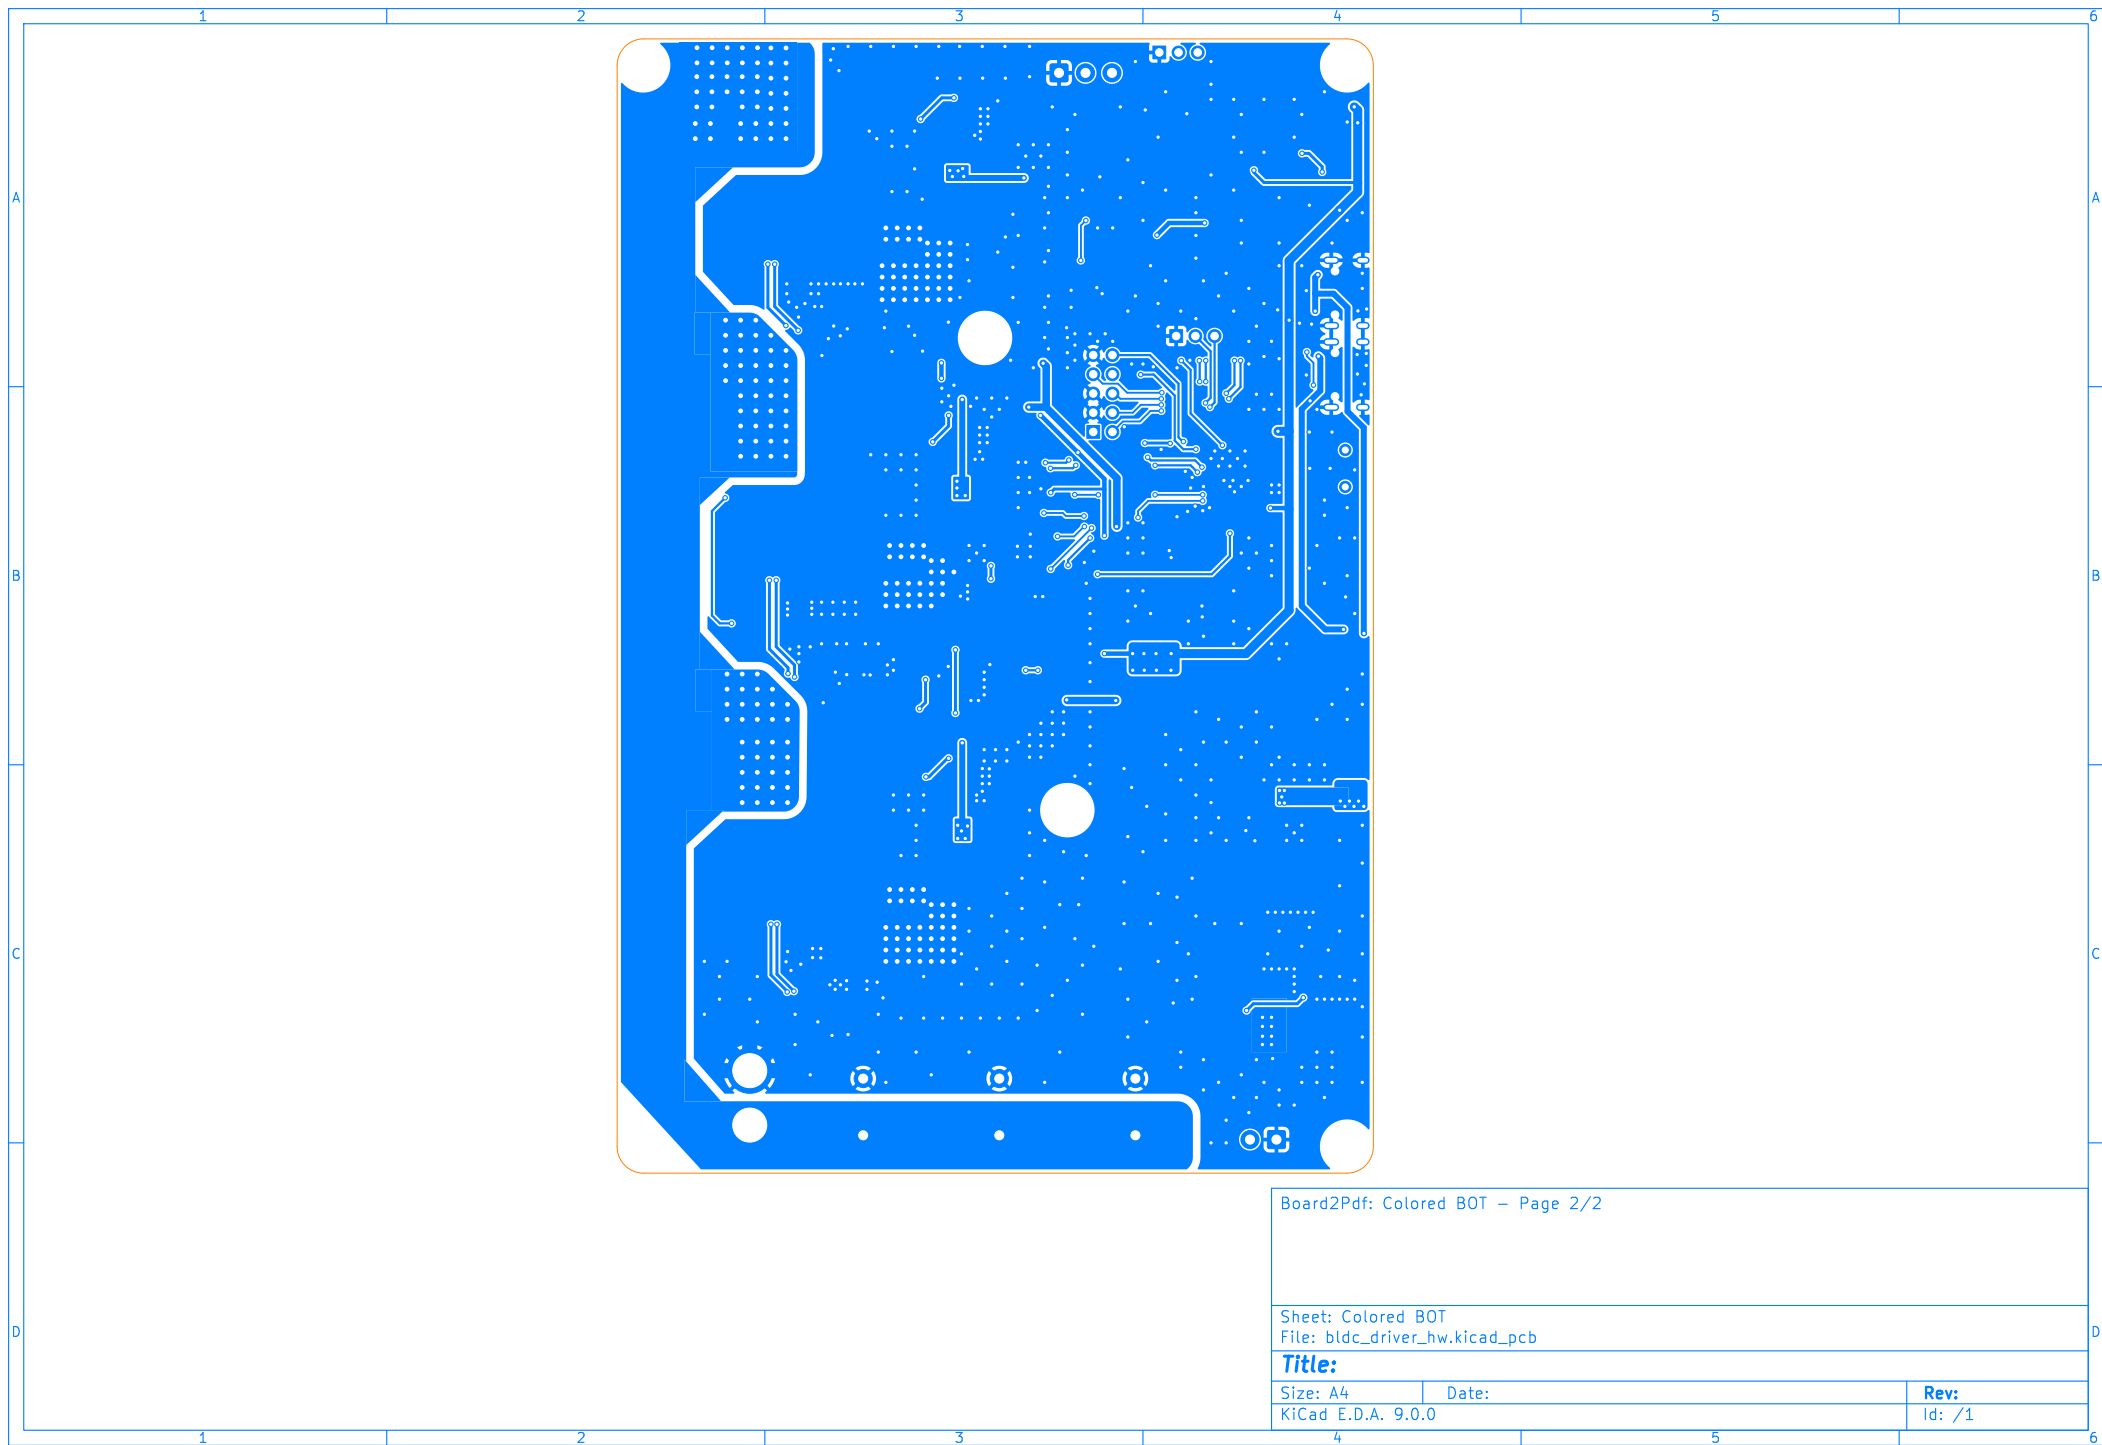 1 2 3 4 5 6
A A
B B
C C
D D
Board2Pdf: Colored BOT - Page 2/2
Sheet: Colored BOT
File: bldc_driver_hw.kicad_pcb
Title:
Size: A4 Date: Rev:
KiCad E.D.A. 9.0.0 Id: /1
1 2 3 4 5 6